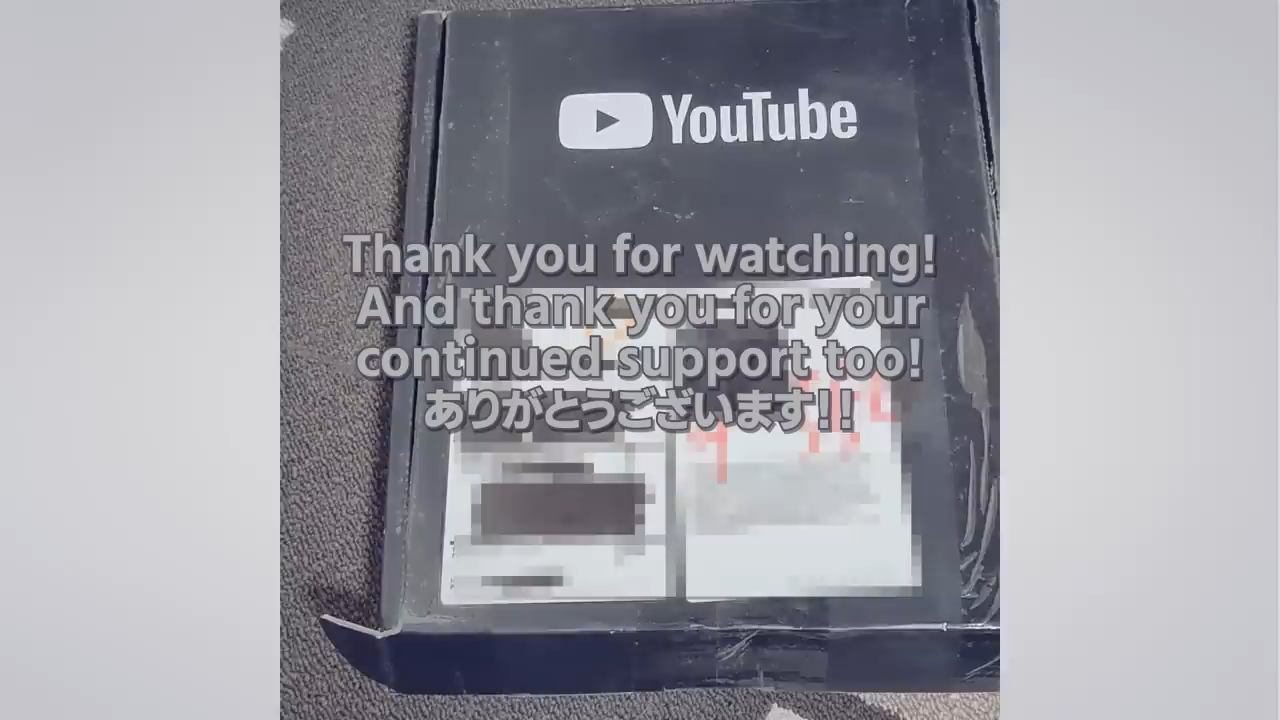 YouTube
Thank you for watching!
And thank you for your
continued support too!
ありがとうございます!!